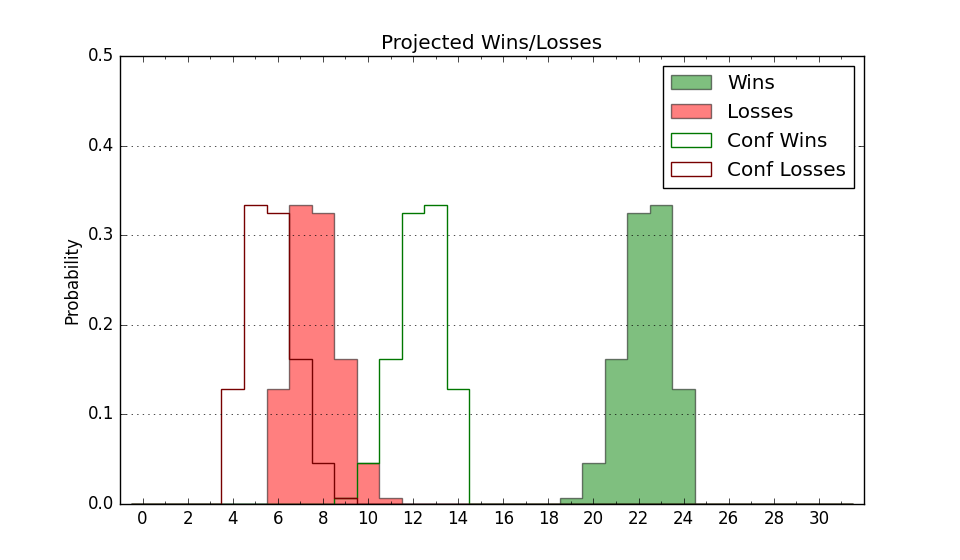 Projected Wins/Losses
0.5
0.4
0.3
0.2
0.1
0.0
Probability
Wins
Losses
Conf Wins
Conf Losses
0 2 4 6 8 10 12 14 16 18 20 22 24 26 28 30